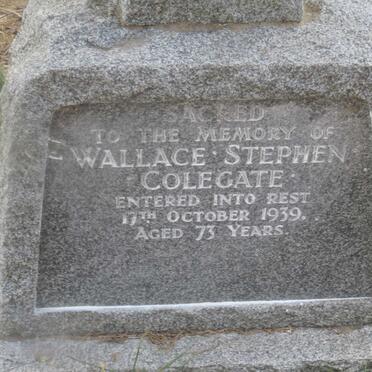 SACRED
TO THE MEMORY OF
WALLACE · STEPHEN
COLEGATE ·
ENTERED INTO REST
17TH OCTOBER 1939.
AGED 73 YEARS.